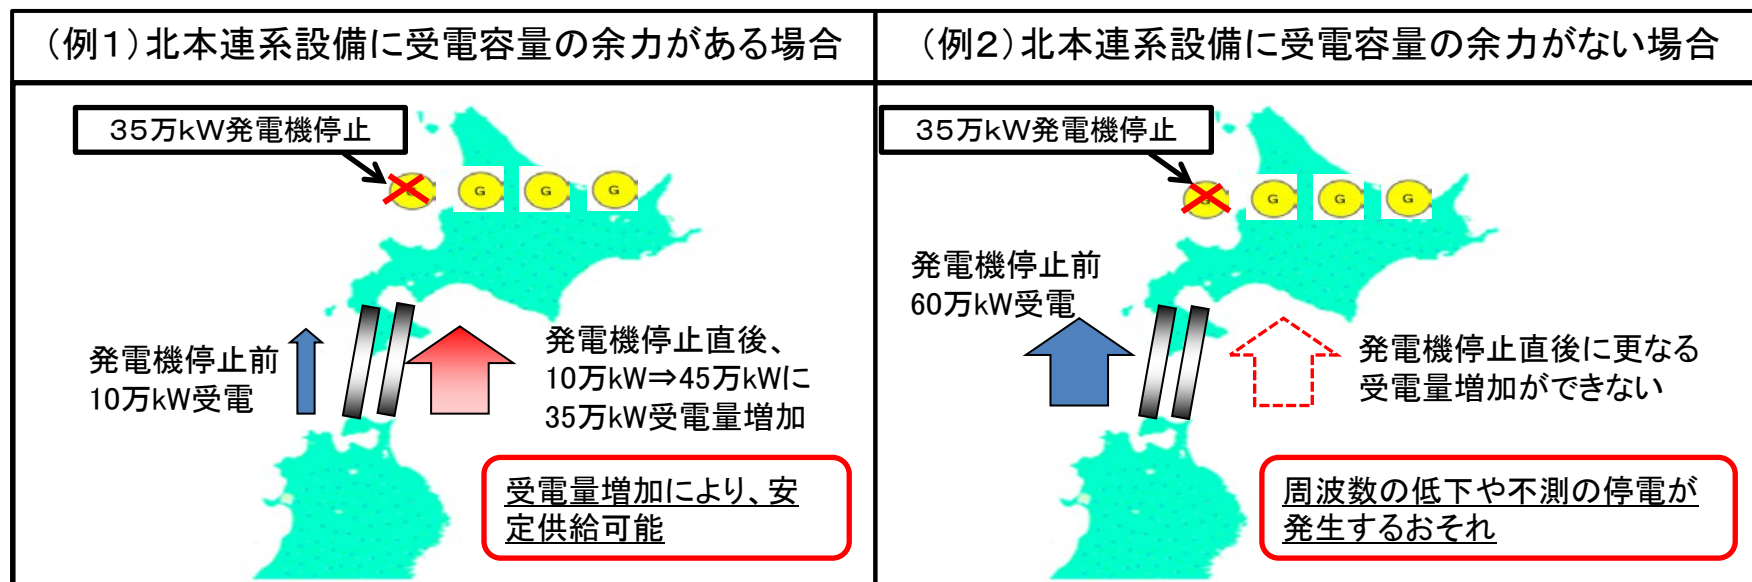 （例１）北本連系設備に受電容量の余力がある場合
３５万ｋＷ発電機停止
G
G
G
G
発電機停止前
10万kW受電
発電機停止直後、
10万kW⇒45万kWに
35万kW受電量増加
受電量増加により、安
定供給可能
（例２）北本連系設備に受電容量の余力がない場合
３５万ｋＷ発電機停止
G
G
G
G
発電機停止前
60万kW受電
発電機停止直後に更なる
受電量増加ができない
周波数の低下や不測の停電が
発生するおそれ